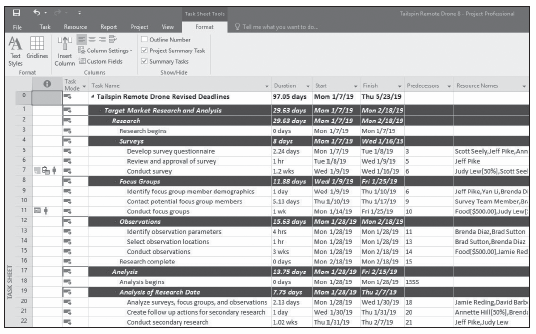 Task Sheet Tools
Tailspin Remote Drone 8 - Project Professional
File Task Resource Report Project View Format Tell me what you want to do...
Text Styles Gridlines Insert Column Column Settings Custom Fields Outline Number Project Summary Task Summary Tasks
Format Columns Show/Hide
Task Mode Task Name Duration Start Finish Predecessors Resource Names
0 Tailspin Remote Drone Revised Deadlines 97.05 days Mon 1/7/19 Thu 5/23/19
1 Target Market Research and Analysis 29.63 days Mon 1/7/19 Mon 2/18/19
2 Research 29.63 days Mon 1/7/19 Mon 2/18/19
3 Research begins 0 days Mon 1/7/19 Mon 1/7/19
4 Surveys 8 days Mon 1/7/19 Wed 1/16/19
5 Develop survey questionnaire 2.24 days Mon 1/7/19 Tue 1/8/19 3 Scott Seely,Jeff Pike,Ann
6 Review and approval of survey 1 hr Tue 1/8/19 Wed 1/9/19 5 Jeff Pike
7 Conduct survey 1.2 wks Wed 1/9/19 Wed 1/16/19 6 Judy Lew[50%],Scott Seel
8 Focus Groups 11.88 days Wed 1/9/19 Fri 1/25/19
9 Identify focus group member demographics 1 day Wed 1/9/19 Thu 1/10/19 6 Jeff Pike,Yan Li,Brenda Di
10 Contact potential focus group members 5.13 days Thu 1/10/19 Thu 1/17/19 9 Survey Team Member,Br
11 Conduct focus groups 1 wk Mon 1/14/19 Fri 1/25/19 10 Food[$500.00],Judy Lew[
12 Observations 15.63 days Mon 1/28/19 Mon 2/18/19
13 Identify observation parameters 4 hrs Mon 1/28/19 Mon 1/28/19 11 Brenda Diaz,Brad Sutton
14 Select observation locations 1 hr Mon 1/28/19 Mon 1/28/19 13 Brad Sutton,Brenda Diaz
15 Conduct observations 3 wks Mon 1/28/19 Mon 2/18/19 14 Food[$500.00],Jamie Red
16 Research complete 0 days Mon 2/18/19 Mon 2/18/19 15
17 Analysis 13.75 days Mon 1/28/19 Fri 2/15/19
18 Analysis begins 0 days Mon 1/28/19 Mon 1/28/19 13SS
19 Analysis of Research Data 7.75 days Mon 1/28/19 Thu 2/7/19
20 Analyze surveys, focus groups, and observations 2.13 days Mon 1/28/19 Wed 1/30/19 18 Jamie Reding,David Barb
21 Create follow up actions for secondary research 1 day Wed 1/30/19 Thu 1/31/19 20 Annette Hill[50%],Brenda
22 Conduct secondary research 1.02 wks Thu 1/31/19 Thu 2/7/19 21 Jeff Pike,Judy Lew
TASK SHEET